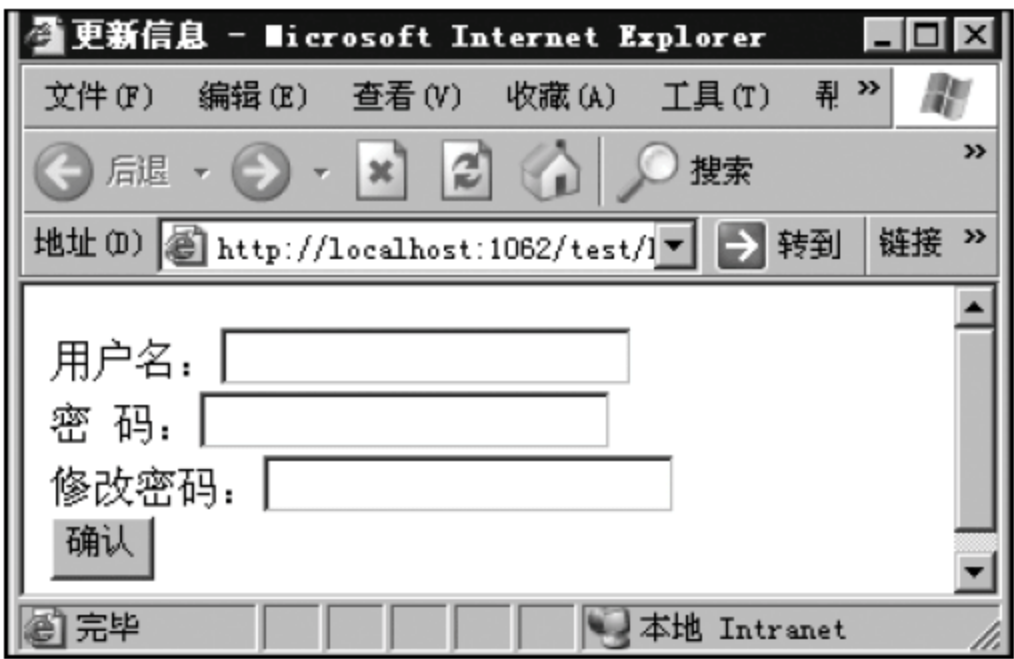 更新信息 - Microsoft Internet Explorer
文件(F) 编辑(E) 查看(V) 收藏(A) 工具(T) »
后退 搜索 »
地址(D) http://localhost:1062/test/ 转到 链接 »
用户名：
密 码：
修改密码：
确认
完毕 本地 Intranet